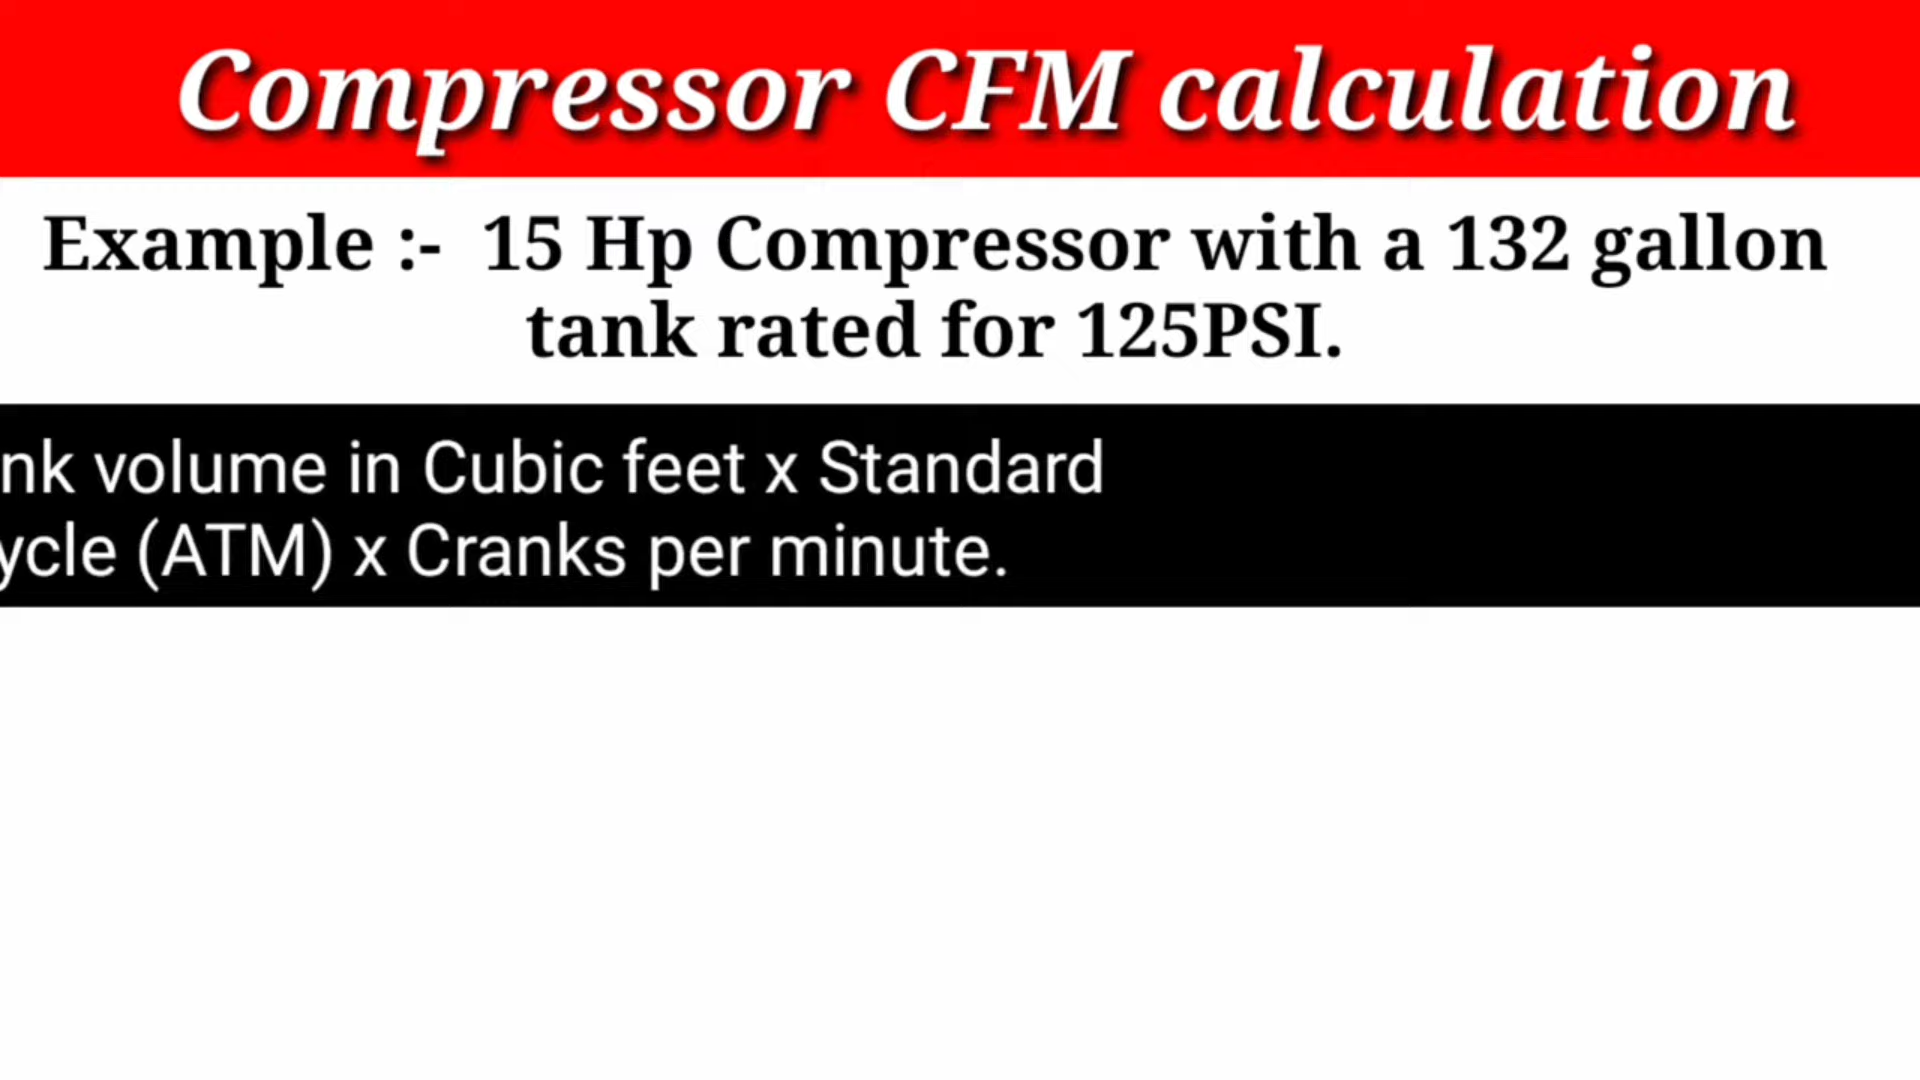 Compressor CFM calculation
Example :- 15 Hp Compressor with a 132 gallon
tank rated for 125PSI.
nk volume in Cubic feet x Standard
ycle (ATM) x Cranks per minute.